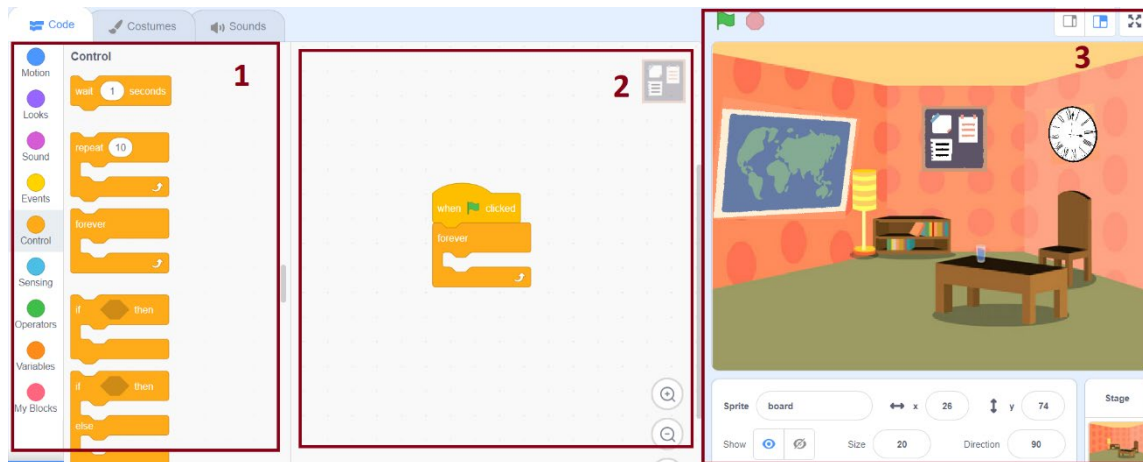 Code
Costumes
Sounds
Motion
Looks
Sound
Events
Control
Sensing
Operators
Variables
My Blocks
Control
1
wait 1 seconds
repeat 10
forever
if then
if then
else
2
when clicked
forever
3
Sprite board x 26 y 74
Show Size 20 Direction 90
Stage